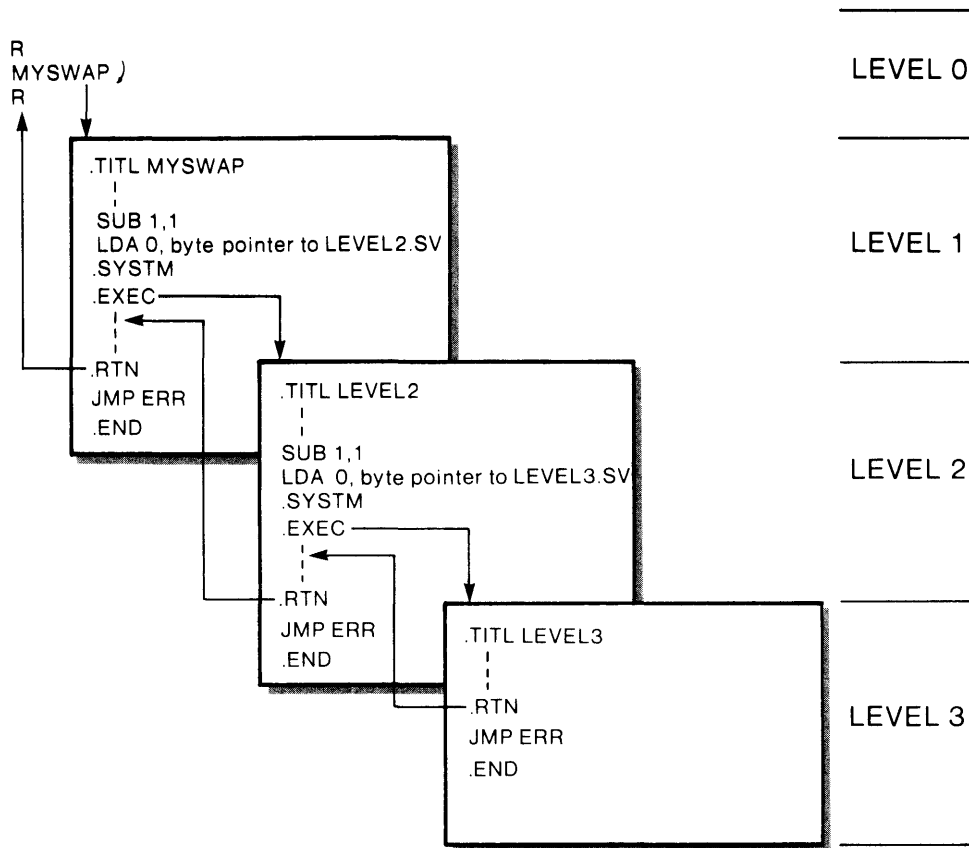 R
MYSWAP )
R
LEVEL 0
.TITL MYSWAP
SUB 1,1
LDA 0, byte pointer to LEVEL2.SV
.SYSTM
.EXEC
.RTN
JMP ERR
.END
LEVEL 1
.TITL LEVEL2
SUB 1,1
LDA 0, byte pointer to LEVEL3.SV
.SYSTM
.EXEC
.RTN
JMP ERR
.END
LEVEL 2
.TITL LEVEL3
.RTN
JMP ERR
.END
LEVEL 3